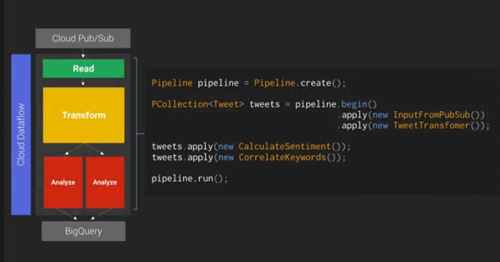 Cloud Pub/Sub
Cloud Dataflow
Read
Transform
Analyze
Analyze
BigQuery
Pipeline pipeline = Pipeline.create();
PCollection<Tweet> tweets = pipeline.begin()
.apply(new InputFromPubSub())
.apply(new TweetTransfomer());
tweets.apply(new CalculateSentiment());
tweets.apply(new CorrelateKeywords());
pipeline.run();